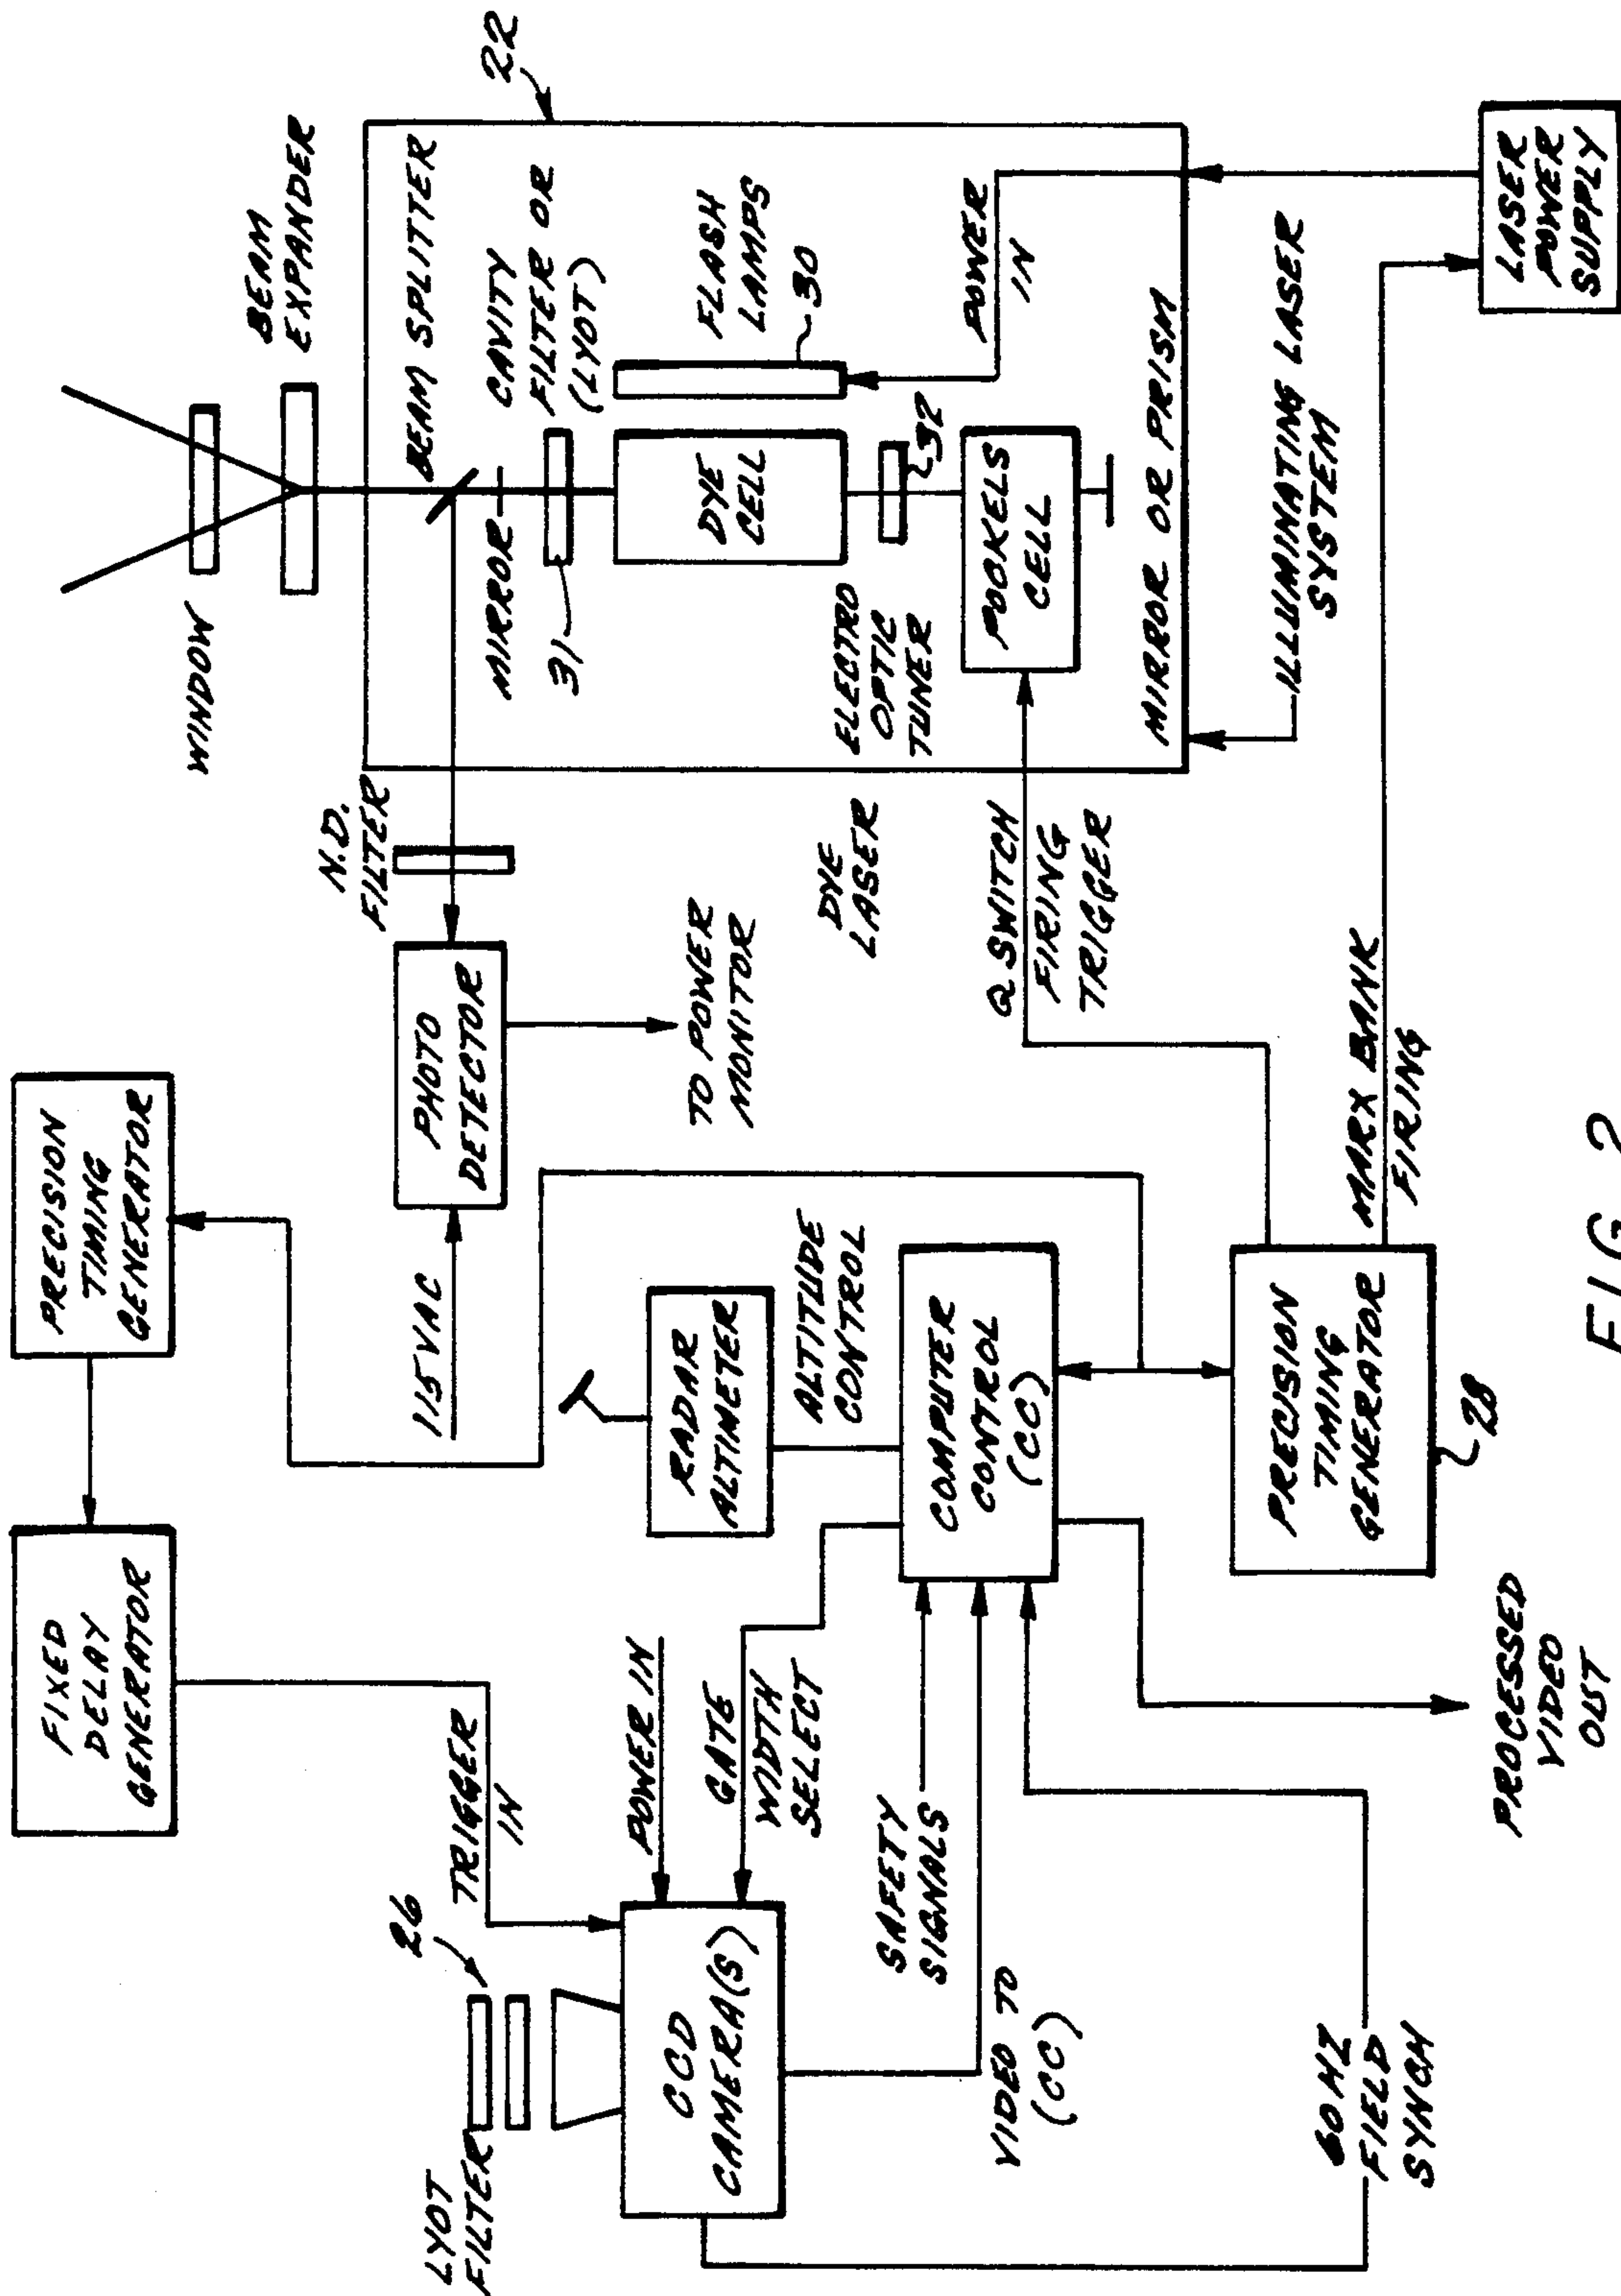 FIXED
DELAY
GENERATOR
PRECISION
TIMING
GENERATOR
LYOT
FILTER
26
TRIGGER
IN
CCD
CAMERA(S)
POWER IN
GATE
WIDTH
SELECT
SAFETY
SIGNALS
VIDEO TO
(CC)
60 HZ
FIELD
SYNCH
RADAR
ALTIMETER
ALTITUDE
CONTROL
COMPUTER
CONTROL
(CC)
PROCESSED
VIDEO
OUT
PRECISION
TIMING
GENERATOR
28
115 VAC
PHOTO
DETECTOR
TO POWER
MONITOR
N.D.
FILTER
DYE
LASER
Q SWITCH
FIRING
TRIGGER
MARX BANK
FIRING
WINDOW
BEAM
EXPANDER
22
BEAM SPLITTER
MIRROR
31
CAVITY
FILTER OR
(LYOT)
DYE
CELL
FLASH
LAMPS
30
ELECTRO
OPTIC
TUNER
32
POCKELS
CELL
POWER
IN
MIRROR OR PRISM
ILLUMINATING LASER
SYSTEM
LASER
POWER
SUPPLY
FIG. 2